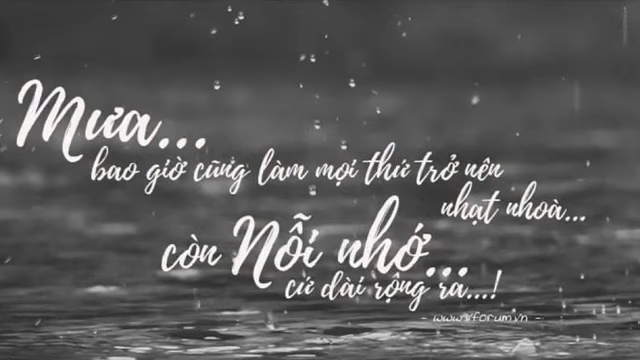 Mưa...
bao giờ cũng làm mọi thứ trở nên
nhạt nhoà...
còn Nỗi nhớ...
cứ dài rộng ra...!
- www.vforum.vn -